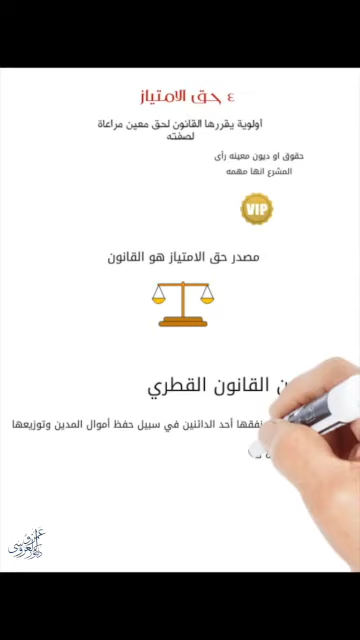 ٤ حق الامتياز
أولوية يقررها القانون لحق معين مراعاة
لصفته
حقوق او ديون معينه رأى
المشرع انها مهمه
VIP
مصدر حق الامتياز هو القانون
القانون القطري
أحد الدائنين في سبيل حفظ أموال المدين وتوزيعها